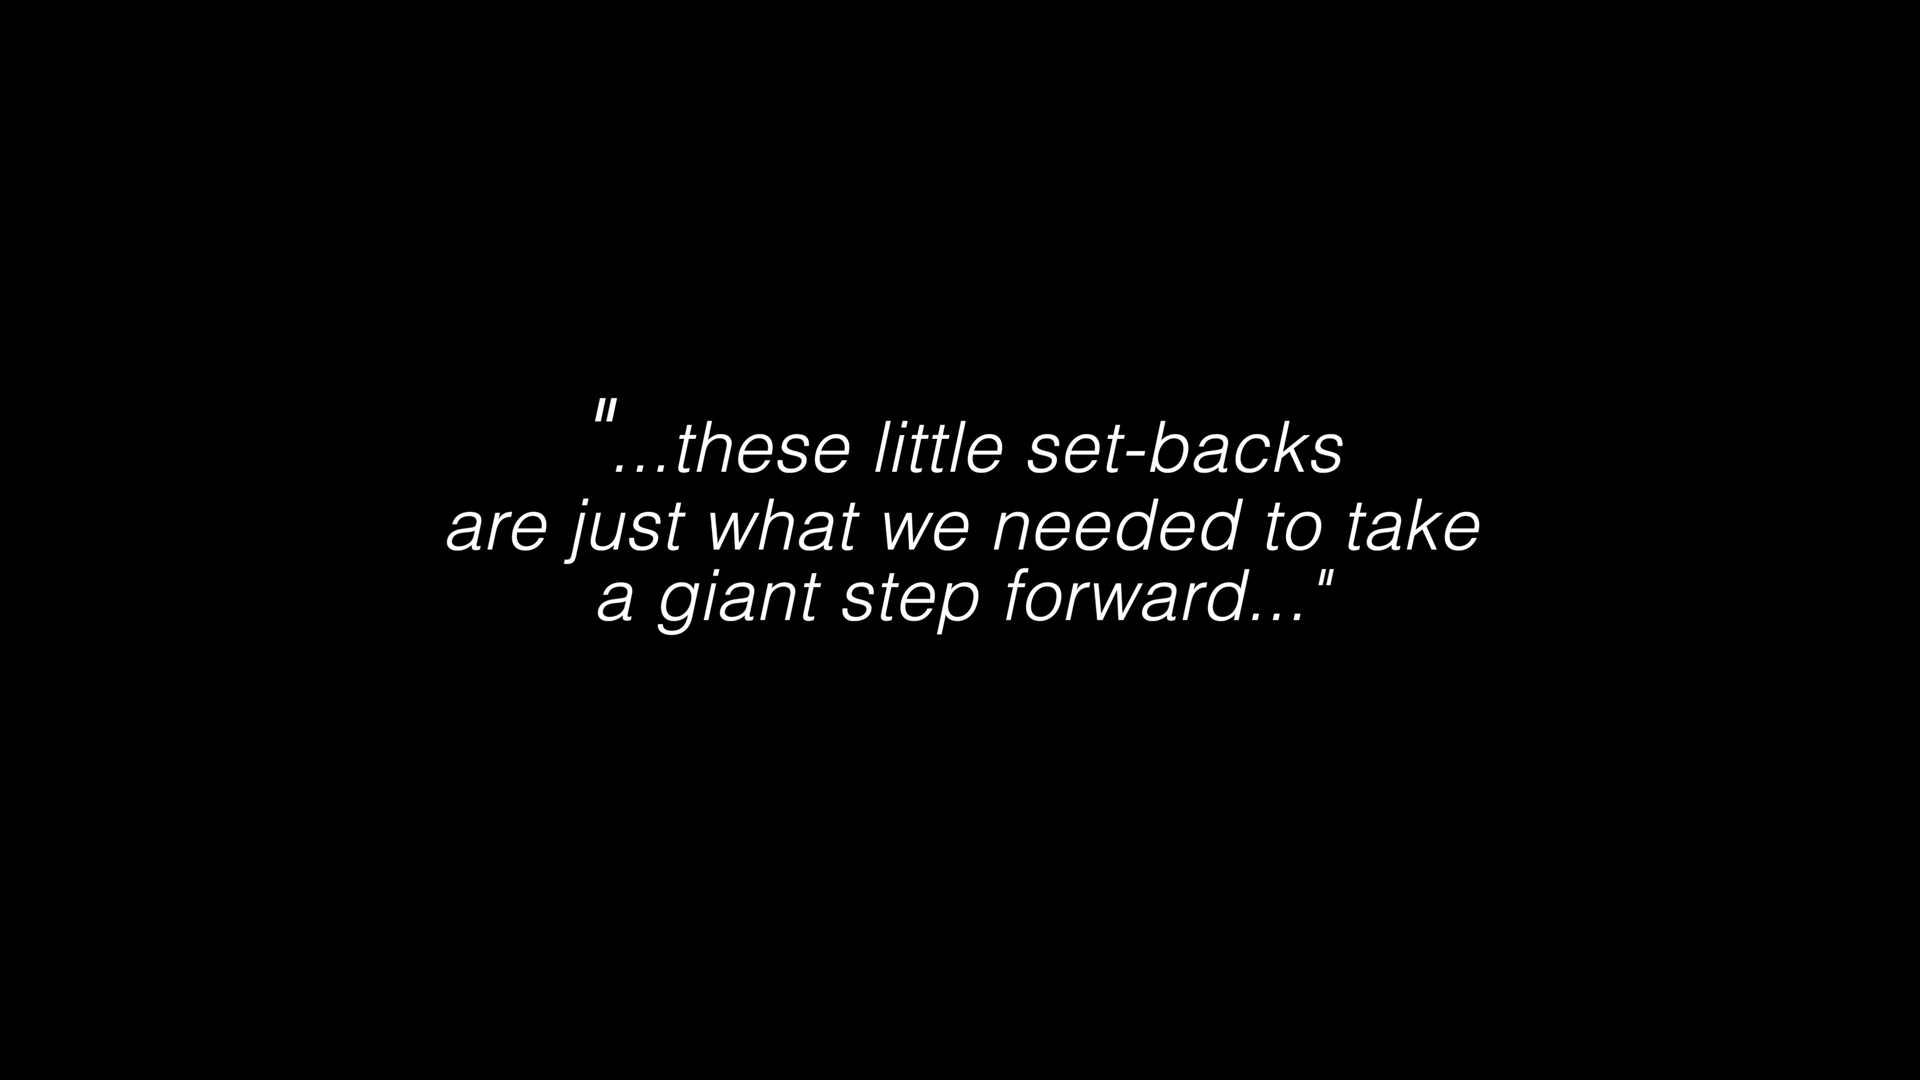 "...these little set-backs
are just what we needed to take
a giant step forward..."